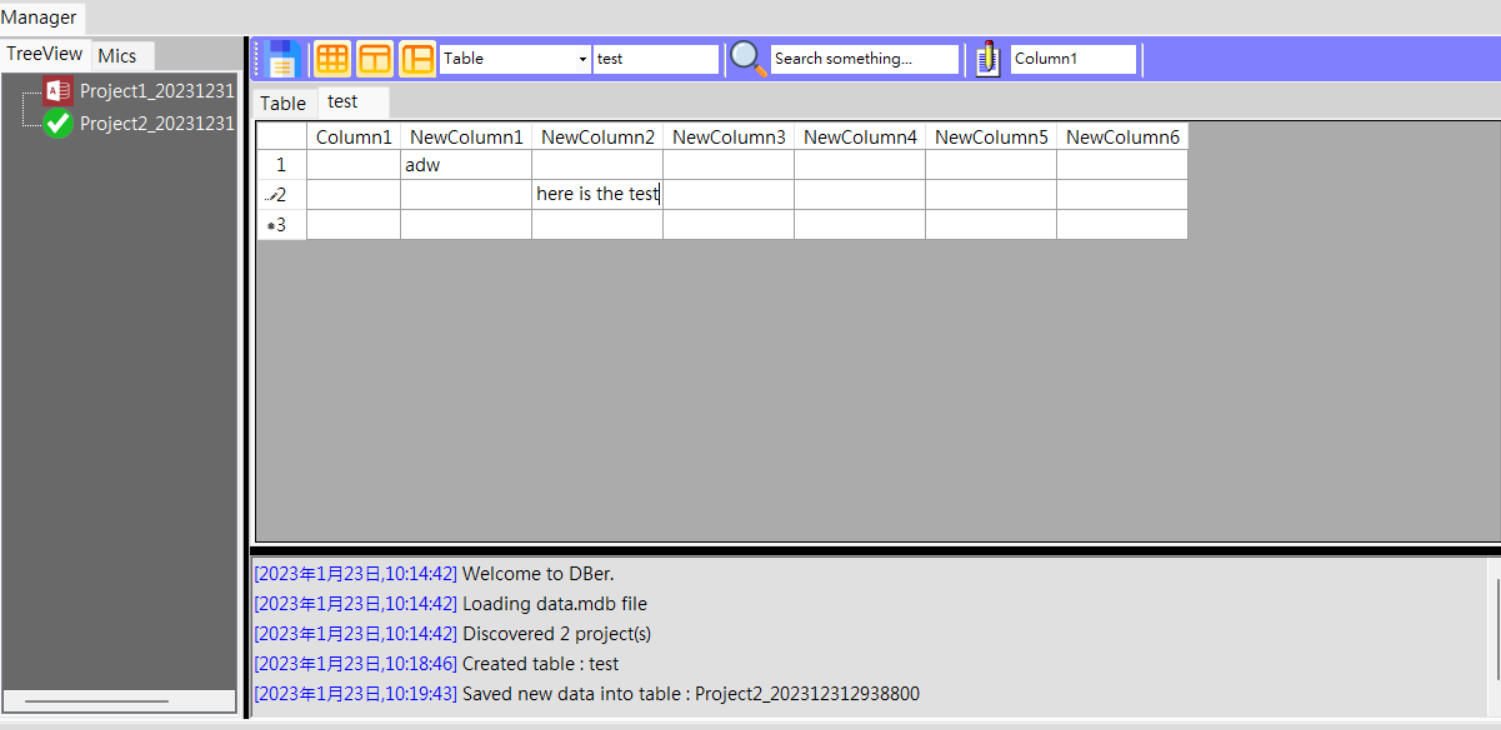 Manager
TreeView Mics
Project1_20231231
Project2_20231231
Table test Search something... Column1
Table test
Column1 NewColumn1 NewColumn2 NewColumn3 NewColumn4 NewColumn5 NewColumn6
1 adw
2 here is the test
3
[2023年1月23日,10:14:42] Welcome to DBer.
[2023年1月23日,10:14:42] Loading data.mdb file
[2023年1月23日,10:14:42] Discovered 2 project(s)
[2023年1月23日,10:18:46] Created table : test
[2023年1月23日,10:19:43] Saved new data into table : Project2_202312312938800